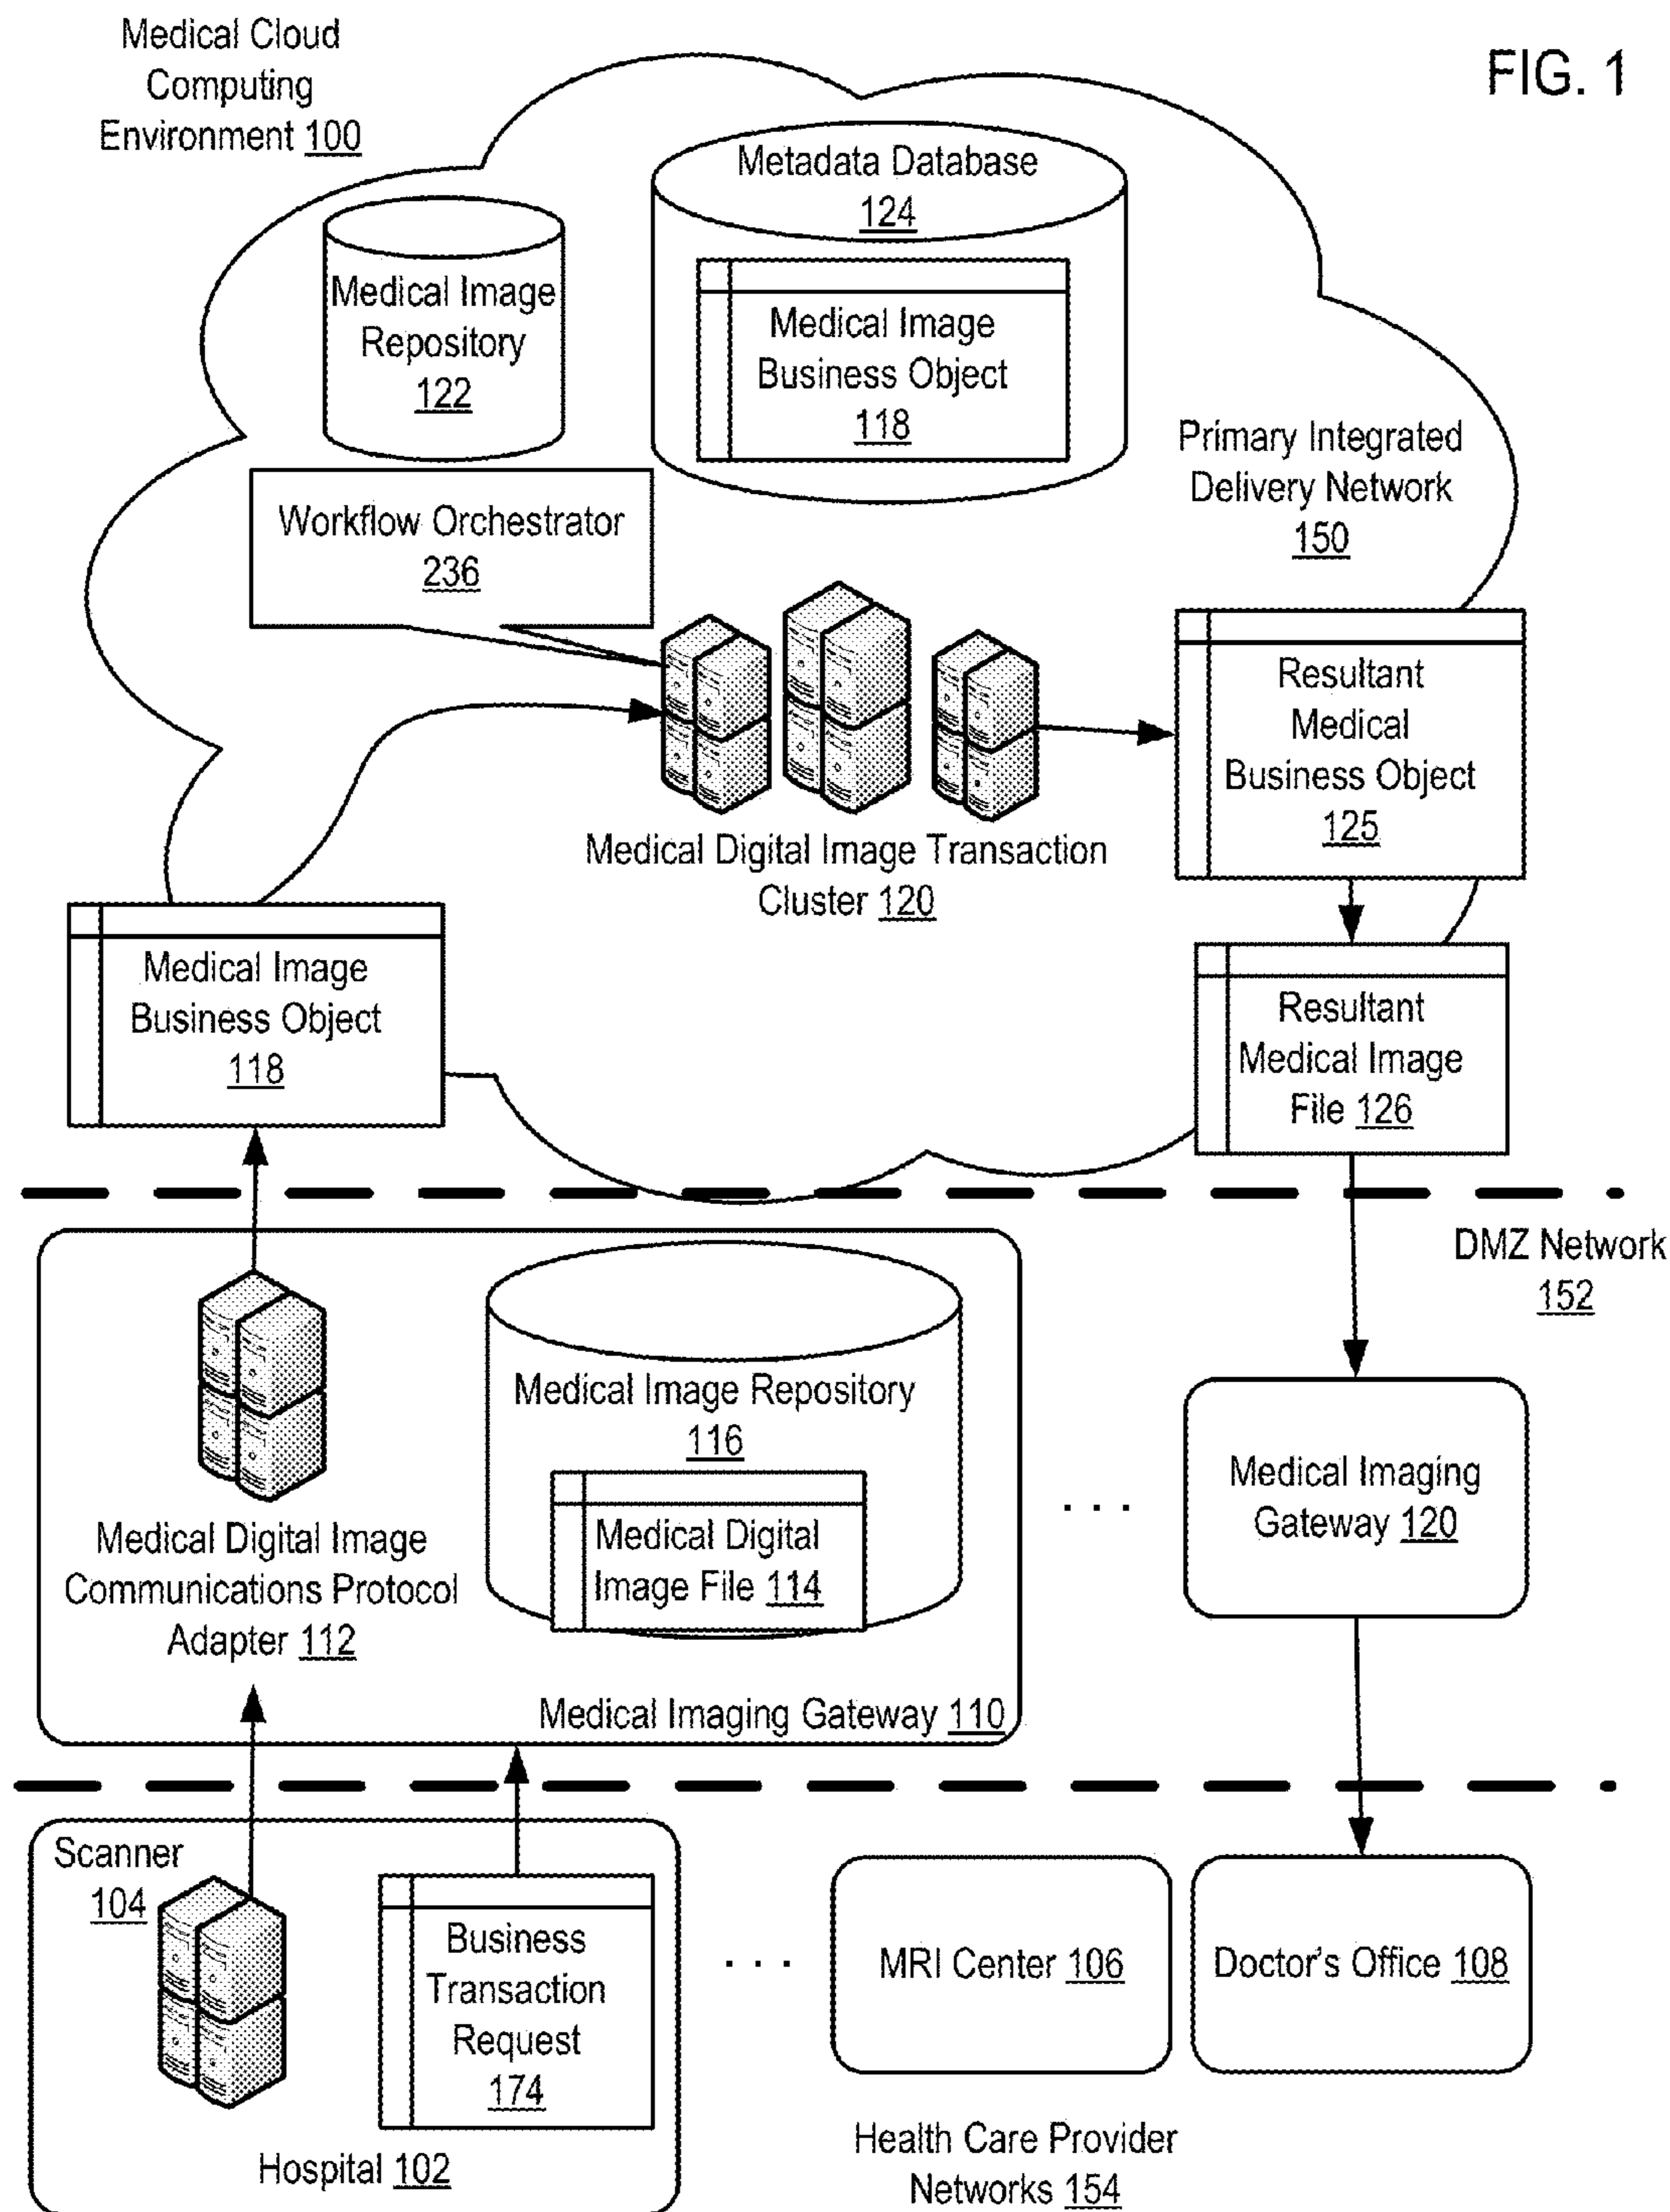 Medical Cloud
Computing
Environment 100
FIG. 1
Metadata Database
124
Medical Image
Repository
122
Medical Image
Business Object
118
Primary Integrated
Delivery Network
150
Workflow Orchestrator
236
Resultant
Medical
Business Object
125
Medical Digital Image Transaction
Cluster 120
Medical Image
Business Object
118
Resultant
Medical Image
File 126
DMZ Network
152
Medical Image Repository
116
Medical Digital
Image File 114
Medical Digital Image
Communications Protocol
Adapter 112
Medical Imaging Gateway 110
. . .
Medical Imaging
Gateway 120
Scanner
104
Business
Transaction
Request
174
Hospital 102
. . .
MRI Center 106
Doctor's Office 108
Health Care Provider
Networks 154